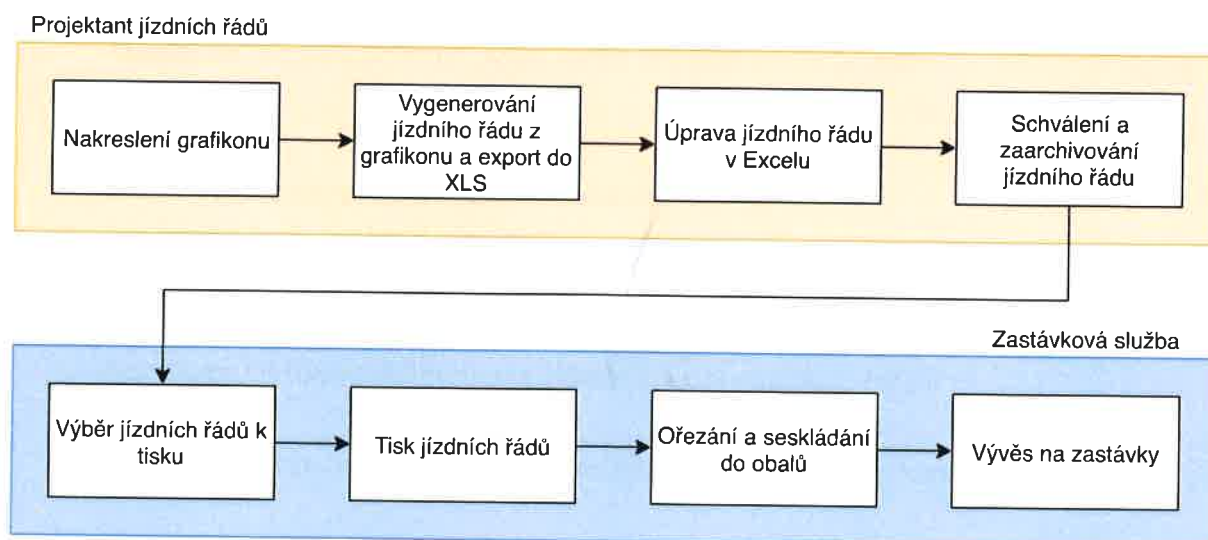 Projektant jízdních řádů
Nakreslení grafikonu
Vygenerování
jízdního řádu z
grafikonu a export do
XLS
Úprava jízdního řádu
v Excelu
Schválení a
zaarchivování
jízdního řádu
Zastávková služba
Výběr jízdních řádů k
tisku
Tisk jízdních řádů
Ořezání a seskládání
do obalů
Vývěs na zastávky